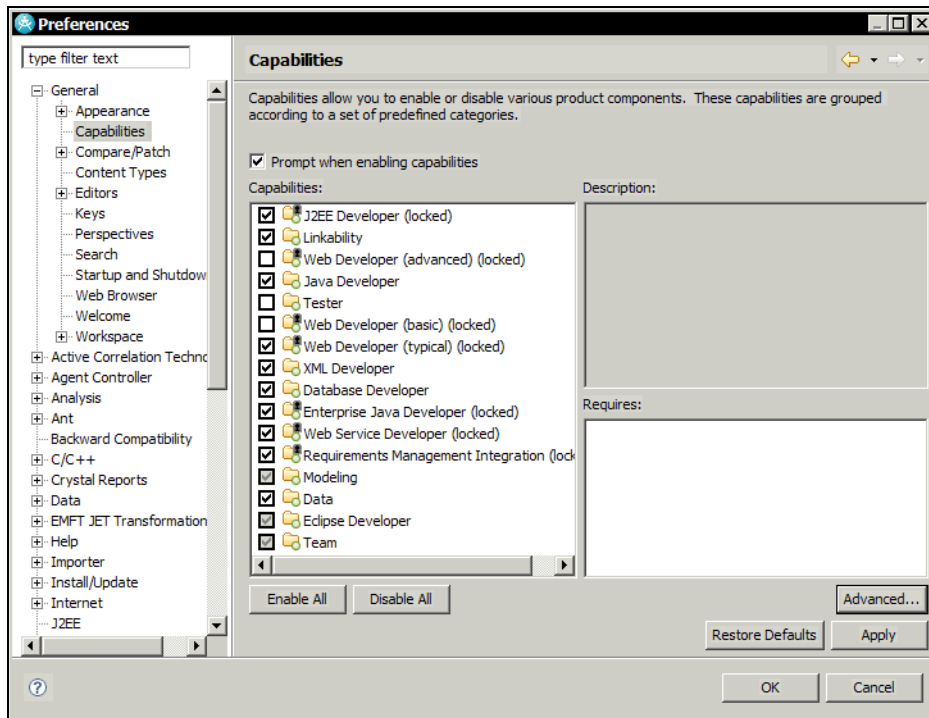 Preferences
type filter text
General
Appearance
Capabilities
Compare/Patch
Content Types
Editors
Keys
Perspectives
Search
Startup and Shutdow
Web Browser
Welcome
Workspace
Active Correlation Techno
Agent Controller
Analysis
Ant
Backward Compatibility
C/C++
Crystal Reports
Data
EMFT JET Transformation
Help
Importer
Install/Update
Internet
J2EE
Capabilities
Capabilities allow you to enable or disable various product components. These capabilities are grouped
according to a set of predefined categories.
Prompt when enabling capabilities
Capabilities:
J2EE Developer (locked)
Linkability
Web Developer (advanced) (locked)
Java Developer
Tester
Web Developer (basic) (locked)
Web Developer (typical) (locked)
XML Developer
Database Developer
Enterprise Java Developer (locked)
Web Service Developer (locked)
Requirements Management Integration (lock
Modeling
Data
Eclipse Developer
Team
Description:
Requires:
Enable All
Disable All
Advanced...
Restore Defaults
Apply
?
OK
Cancel